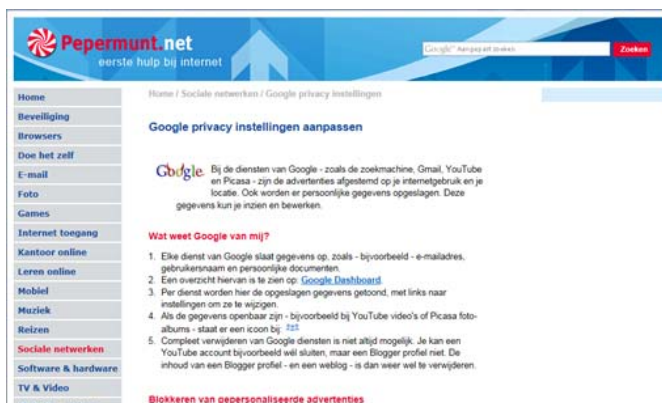 Pepermunt.net
eerste hulp bij internet
Google™ Aangepast zoeken
Zoeken
Home
Beveiliging
Browsers
Doe het zelf
E-mail
Foto
Games
Internet toegang
Kantoor online
Leren online
Mobiel
Muziek
Reizen
Sociale netwerken
Software & hardware
TV & Video
Home / Sociale netwerken / Google privacy instellingen
Google privacy instellingen aanpassen
Google
Bij de diensten van Google - zoals de zoekmachine, Gmail, YouTube
en Picasa - zijn de advertenties afgestemd op je internetgebruik en je
locatie. Ook worden er persoonlijke gegevens opgeslagen. Deze
gegevens kun je inzien en bewerken.
Wat weet Google van mij?
1. Elke dienst van Google slaat gegevens op, zoals - bijvoorbeeld - e-mailadres,
gebruikersnaam en persoonlijke documenten.
2. Een overzicht hiervan is te zien op: Google Dashboard.
3. Per dienst worden hier de opgeslagen gegevens getoond, met links naar
instellingen om ze te wijzigen.
4. Als de gegevens openbaar zijn - bijvoorbeeld bij YouTube video's of Picasa foto-
albums - staat er een icoon bij:
5. Compleet verwijderen van Google diensten is niet altijd mogelijk. Je kan een
YouTube account bijvoorbeeld wél sluiten, maar een Blogger profiel niet. De
inhoud van een Blogger profiel - en een weblog - is dan weer wel te verwijderen.
Blokkeren van gepersonaliseerde advertenties